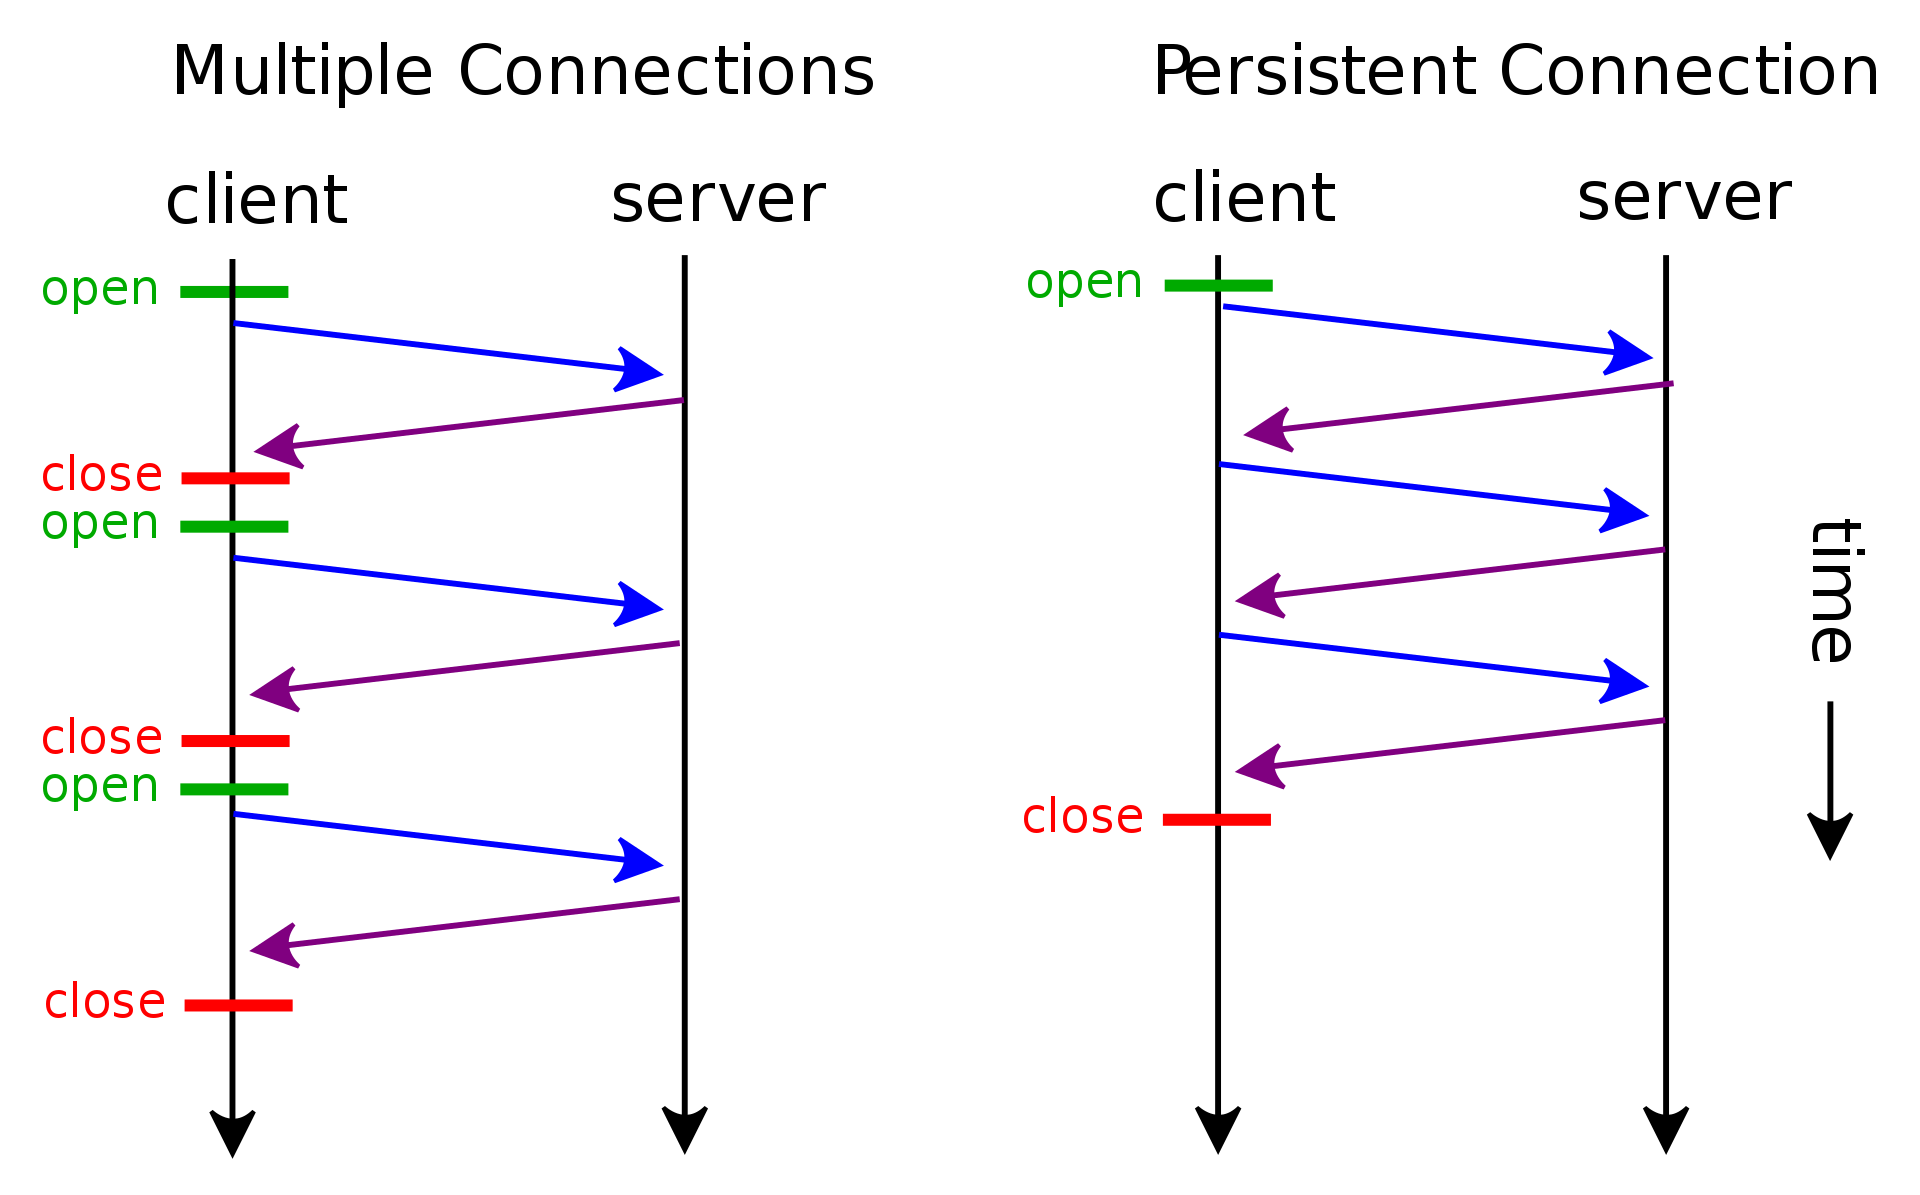 Multiple Connections
client
server
open
close
open
close
open
close
Persistent Connection
client
server
open
close
time